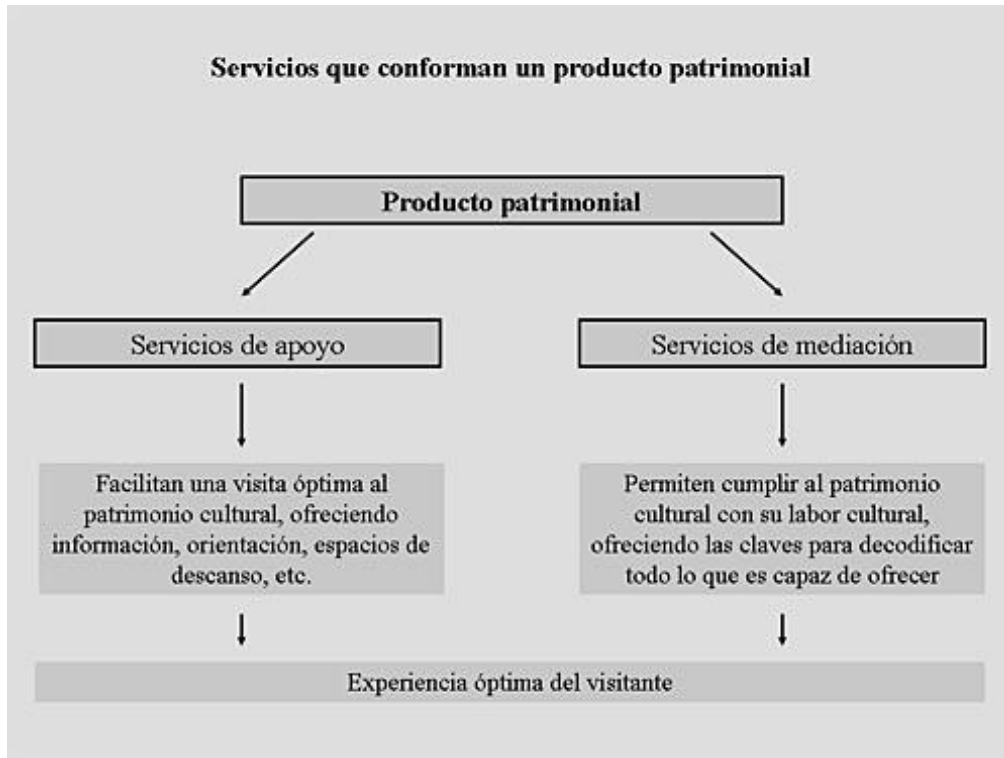 Servicios que conforman un producto patrimonial
Producto patrimonial
Servicios de apoyo
Servicios de mediación
Facilitan una visita óptima al
patrimonio cultural, ofreciendo
información, orientación, espacios de
descanso, etc.
Permiten cumplir al patrimonio
cultural con su labor cultural,
ofreciendo las claves para decodificar
todo lo que es capaz de ofrecer
Experiencia óptima del visitante